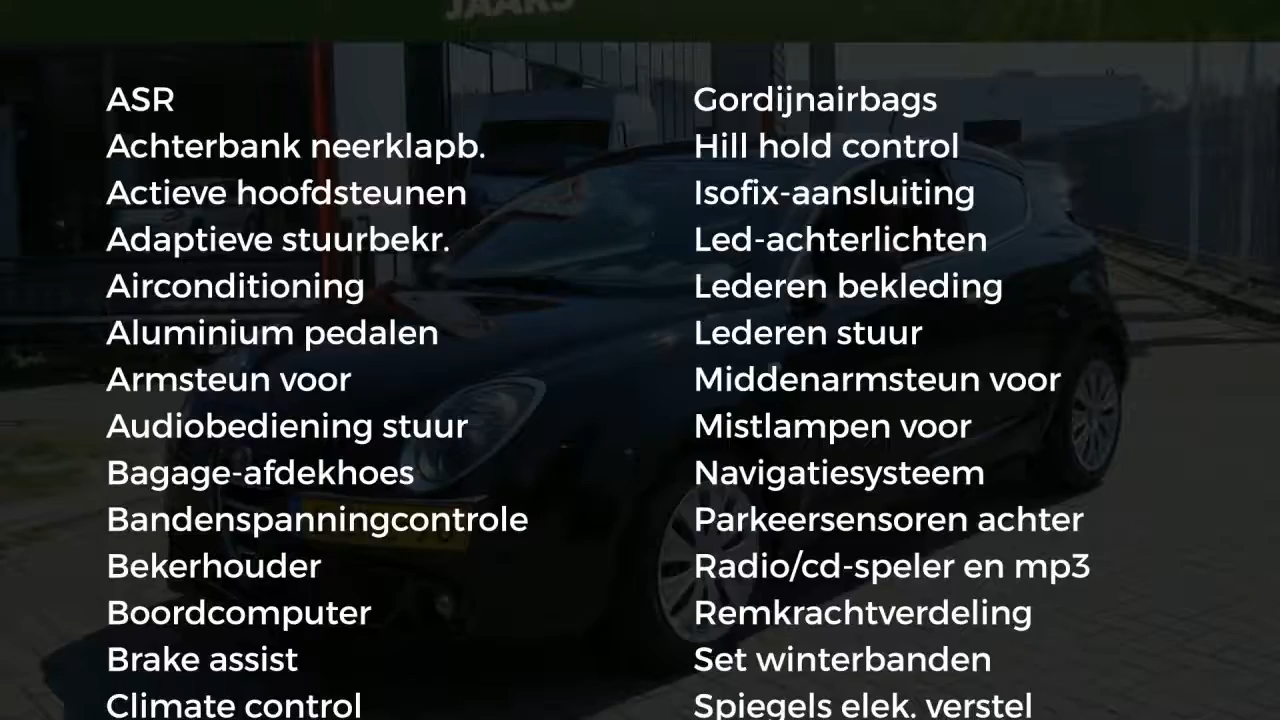 JAARS
ASR
Achterbank neerklapb.
Actieve hoofdsteunen
Adaptieve stuurbekr.
Airconditioning
Aluminium pedalen
Armsteun voor
Audiobediening stuur
Bagage-afdekhoes
Bandenspanningcontrole
Bekerhouder
Boordcomputer
Brake assist
Climate control
Gordijnairbags
Hill hold control
Isofix-aansluiting
Led-achterlichten
Lederen bekleding
Lederen stuur
Middenarmsteun voor
Mistlampen voor
Navigatiesysteem
Parkeersensoren achter
Radio/cd-speler en mp3
Remkrachtverdeling
Set winterbanden
Spiegels elek. verstel